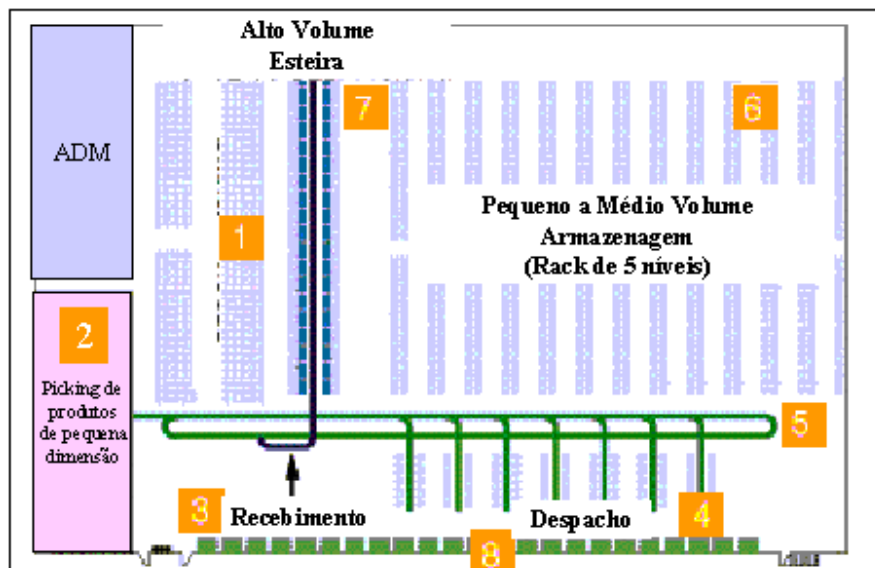 Alto Volume
Esteira
7
6
ADM
Pequeno a Médio Volume
Armazenagem
(Rack de 5 níveis)
1
2
Picking de
produtos
de pequena
dimensão
5
3
Recebimento
Despacho
4
8